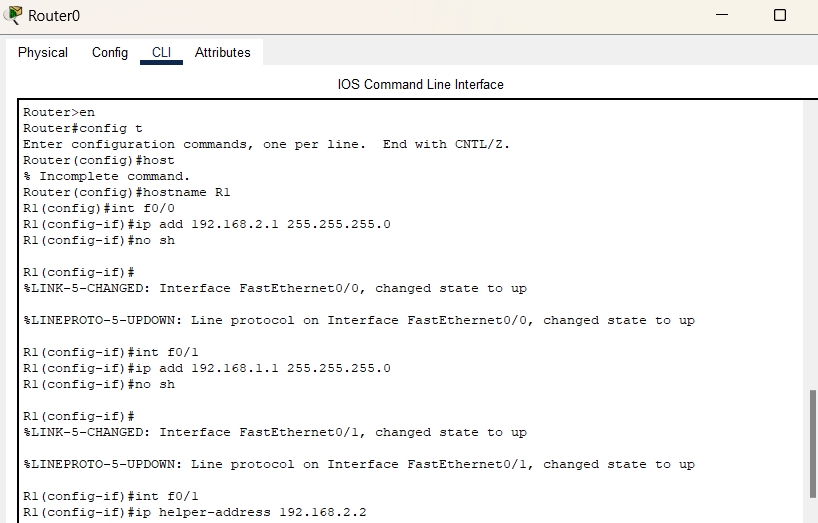 Router0
Physical Config CLI Attributes
IOS Command Line Interface
Router>en
Router#config t
Enter configuration commands, one per line.  End with CNTL/Z.
Router(config)#host
% Incomplete command.
Router(config)#hostname R1
R1(config)#int f0/0
R1(config-if)#ip add 192.168.2.1 255.255.255.0
R1(config-if)#no sh
R1(config-if)#
%LINK-5-CHANGED: Interface FastEthernet0/0, changed state to up
%LINEPROTO-5-UPDOWN: Line protocol on Interface FastEthernet0/0, changed state to up
R1(config-if)#int f0/1
R1(config-if)#ip add 192.168.1.1 255.255.255.0
R1(config-if)#no sh
R1(config-if)#
%LINK-5-CHANGED: Interface FastEthernet0/1, changed state to up
%LINEPROTO-5-UPDOWN: Line protocol on Interface FastEthernet0/1, changed state to up
R1(config-if)#int f0/1
R1(config-if)#ip helper-address 192.168.2.2